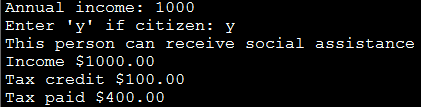 Annual income: 1000
Enter 'y' if citizen: y
This person can receive social assistance
Income $1000.00
Tax credit $100.00
Tax paid $400.00